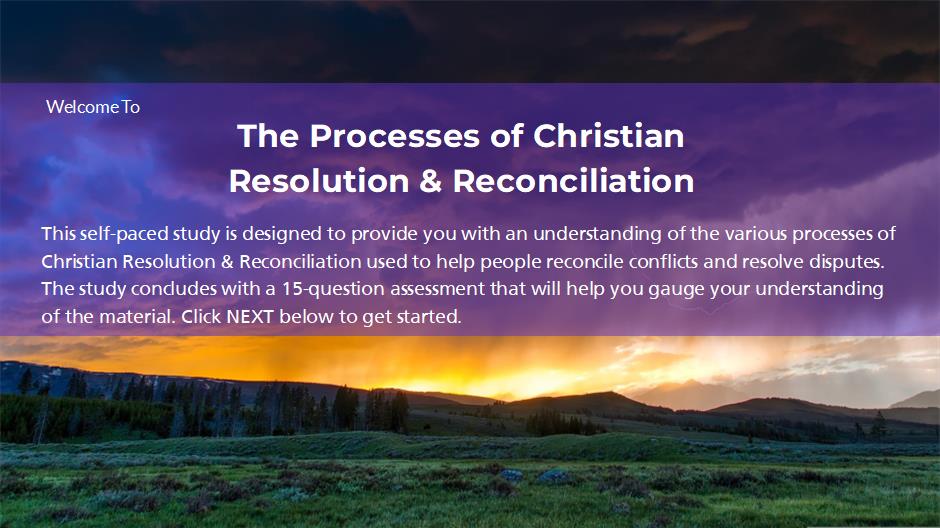 Welcome To
The Processes of Christian
Resolution & Reconciliation
This self-paced study is designed to provide you with an understanding of the various processes of
Christian Resolution & Reconciliation used to help people reconcile conflicts and resolve disputes.
The study concludes with a 15-question assessment that will help you gauge your understanding
of the material. Click NEXT below to get started.